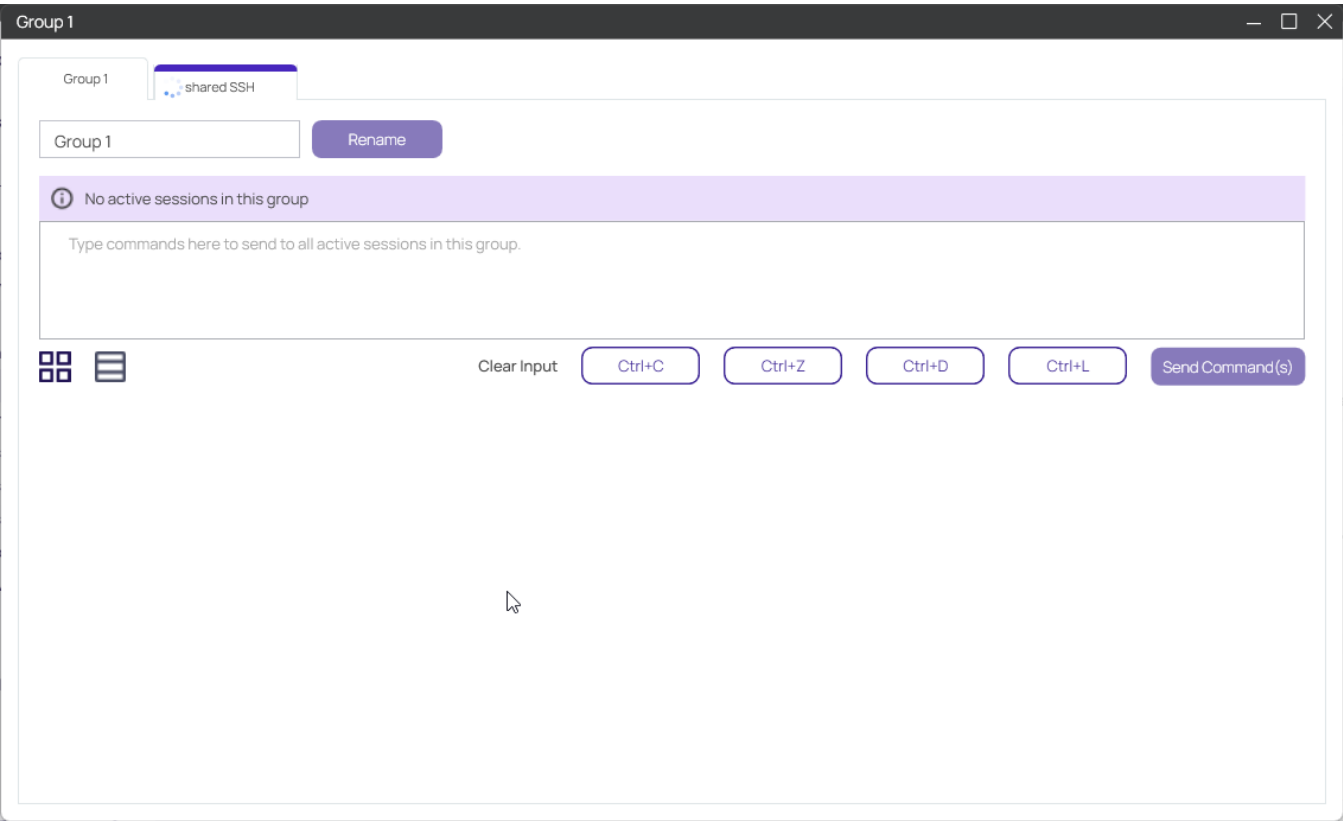 Group 1
Group 1
shared SSH
Group 1
Rename
No active sessions in this group
Type commands here to send to all active sessions in this group.
Clear Input
Ctrl+C
Ctrl+Z
Ctrl+D
Ctrl+L
Send Command(s)